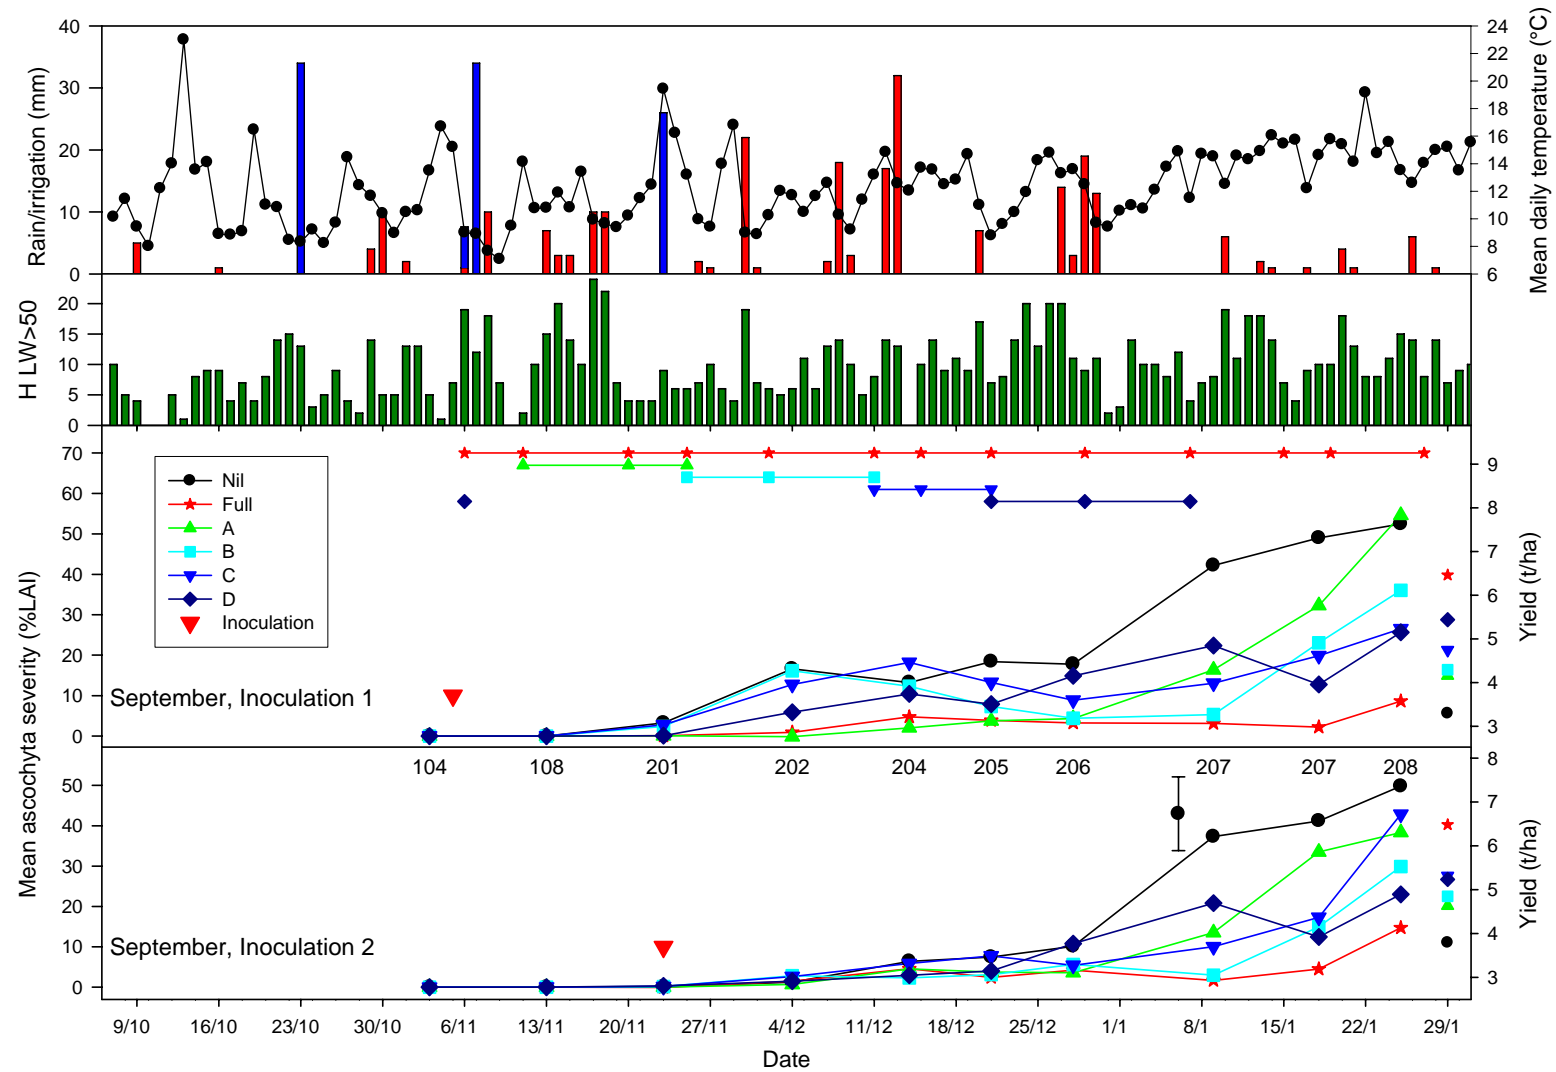 Rain/irrigation (mm)
40
30
20
10
0
Mean daily temperature (°C)
24
22
20
18
16
14
12
10
8
6
H LW>50
20
15
10
5
0
Mean ascochyta severity (%LAI)
70
60
50
40
30
20
10
0
Nil
Full
A
B
C
D
Inoculation
September, Inoculation 1
9
8
7
6
5
4
3
Yield (t/ha)
104 108 201 202 204 205 206 207 207 208
50
40
30
20
10
0
September, Inoculation 2
8
7
6
5
4
3
Yield (t/ha)
9/10 16/10 23/10 30/10 6/11 13/11 20/11 27/11 4/12 11/12 18/12 25/12 1/1 8/1 15/1 22/1 29/1
Date